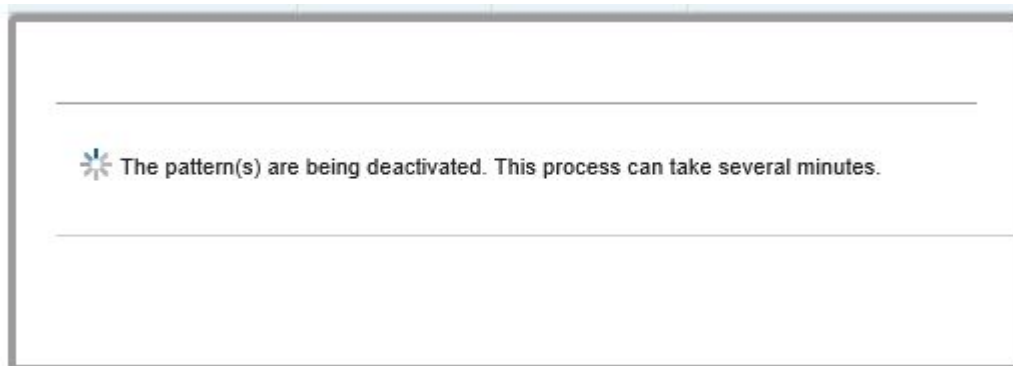 The pattern(s) are being deactivated. This process can take several minutes.